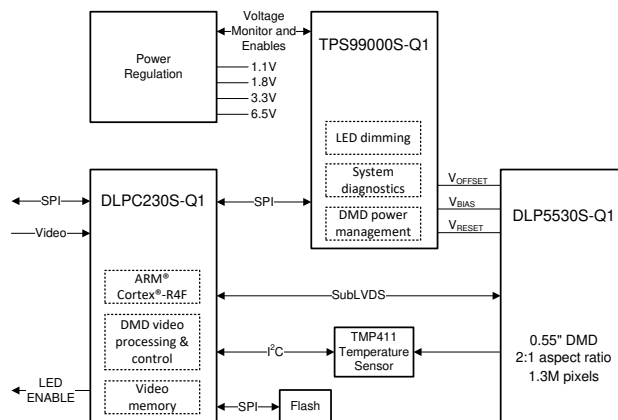 Voltage
Monitor and
Enables
TPS99000S-Q1
Power
Regulation
1.1V
1.8V
3.3V
6.5V
LED dimming
System
diagnostics
DMD power
management
VOFFSET
VBIAS
VRESET
DLPC230S-Q1
DLP5530S-Q1
SPI
SPI
Video
ARM®
Cortex®-R4F
SubLVDS
DMD video
processing &
control
I²C
TMP411
Temperature
Sensor
0.55" DMD
2:1 aspect ratio
1.3M pixels
LED
ENABLE
Video
memory
SPI
Flash